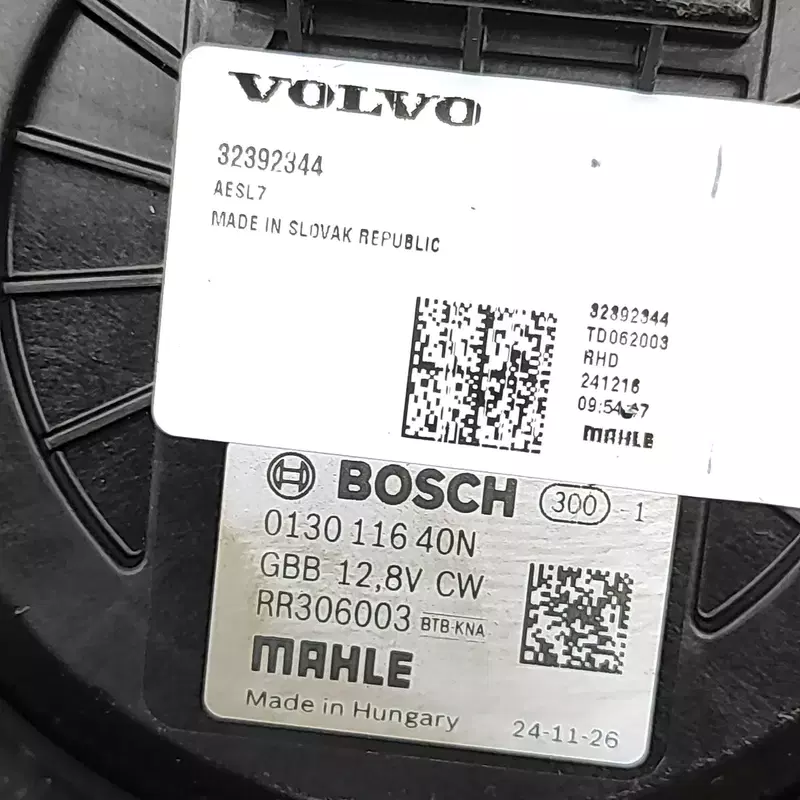 VOLVO
32392344
AESL7
MADE IN SLOVAK REPUBLIC
32392344
TD062003
RHD
241216
MAHLE
BOSCH 300 -1
0130 116 40N
GBB 12,8V CW
RR306003 BTB-KNA
MAHLE
Made in Hungary
24-11-26